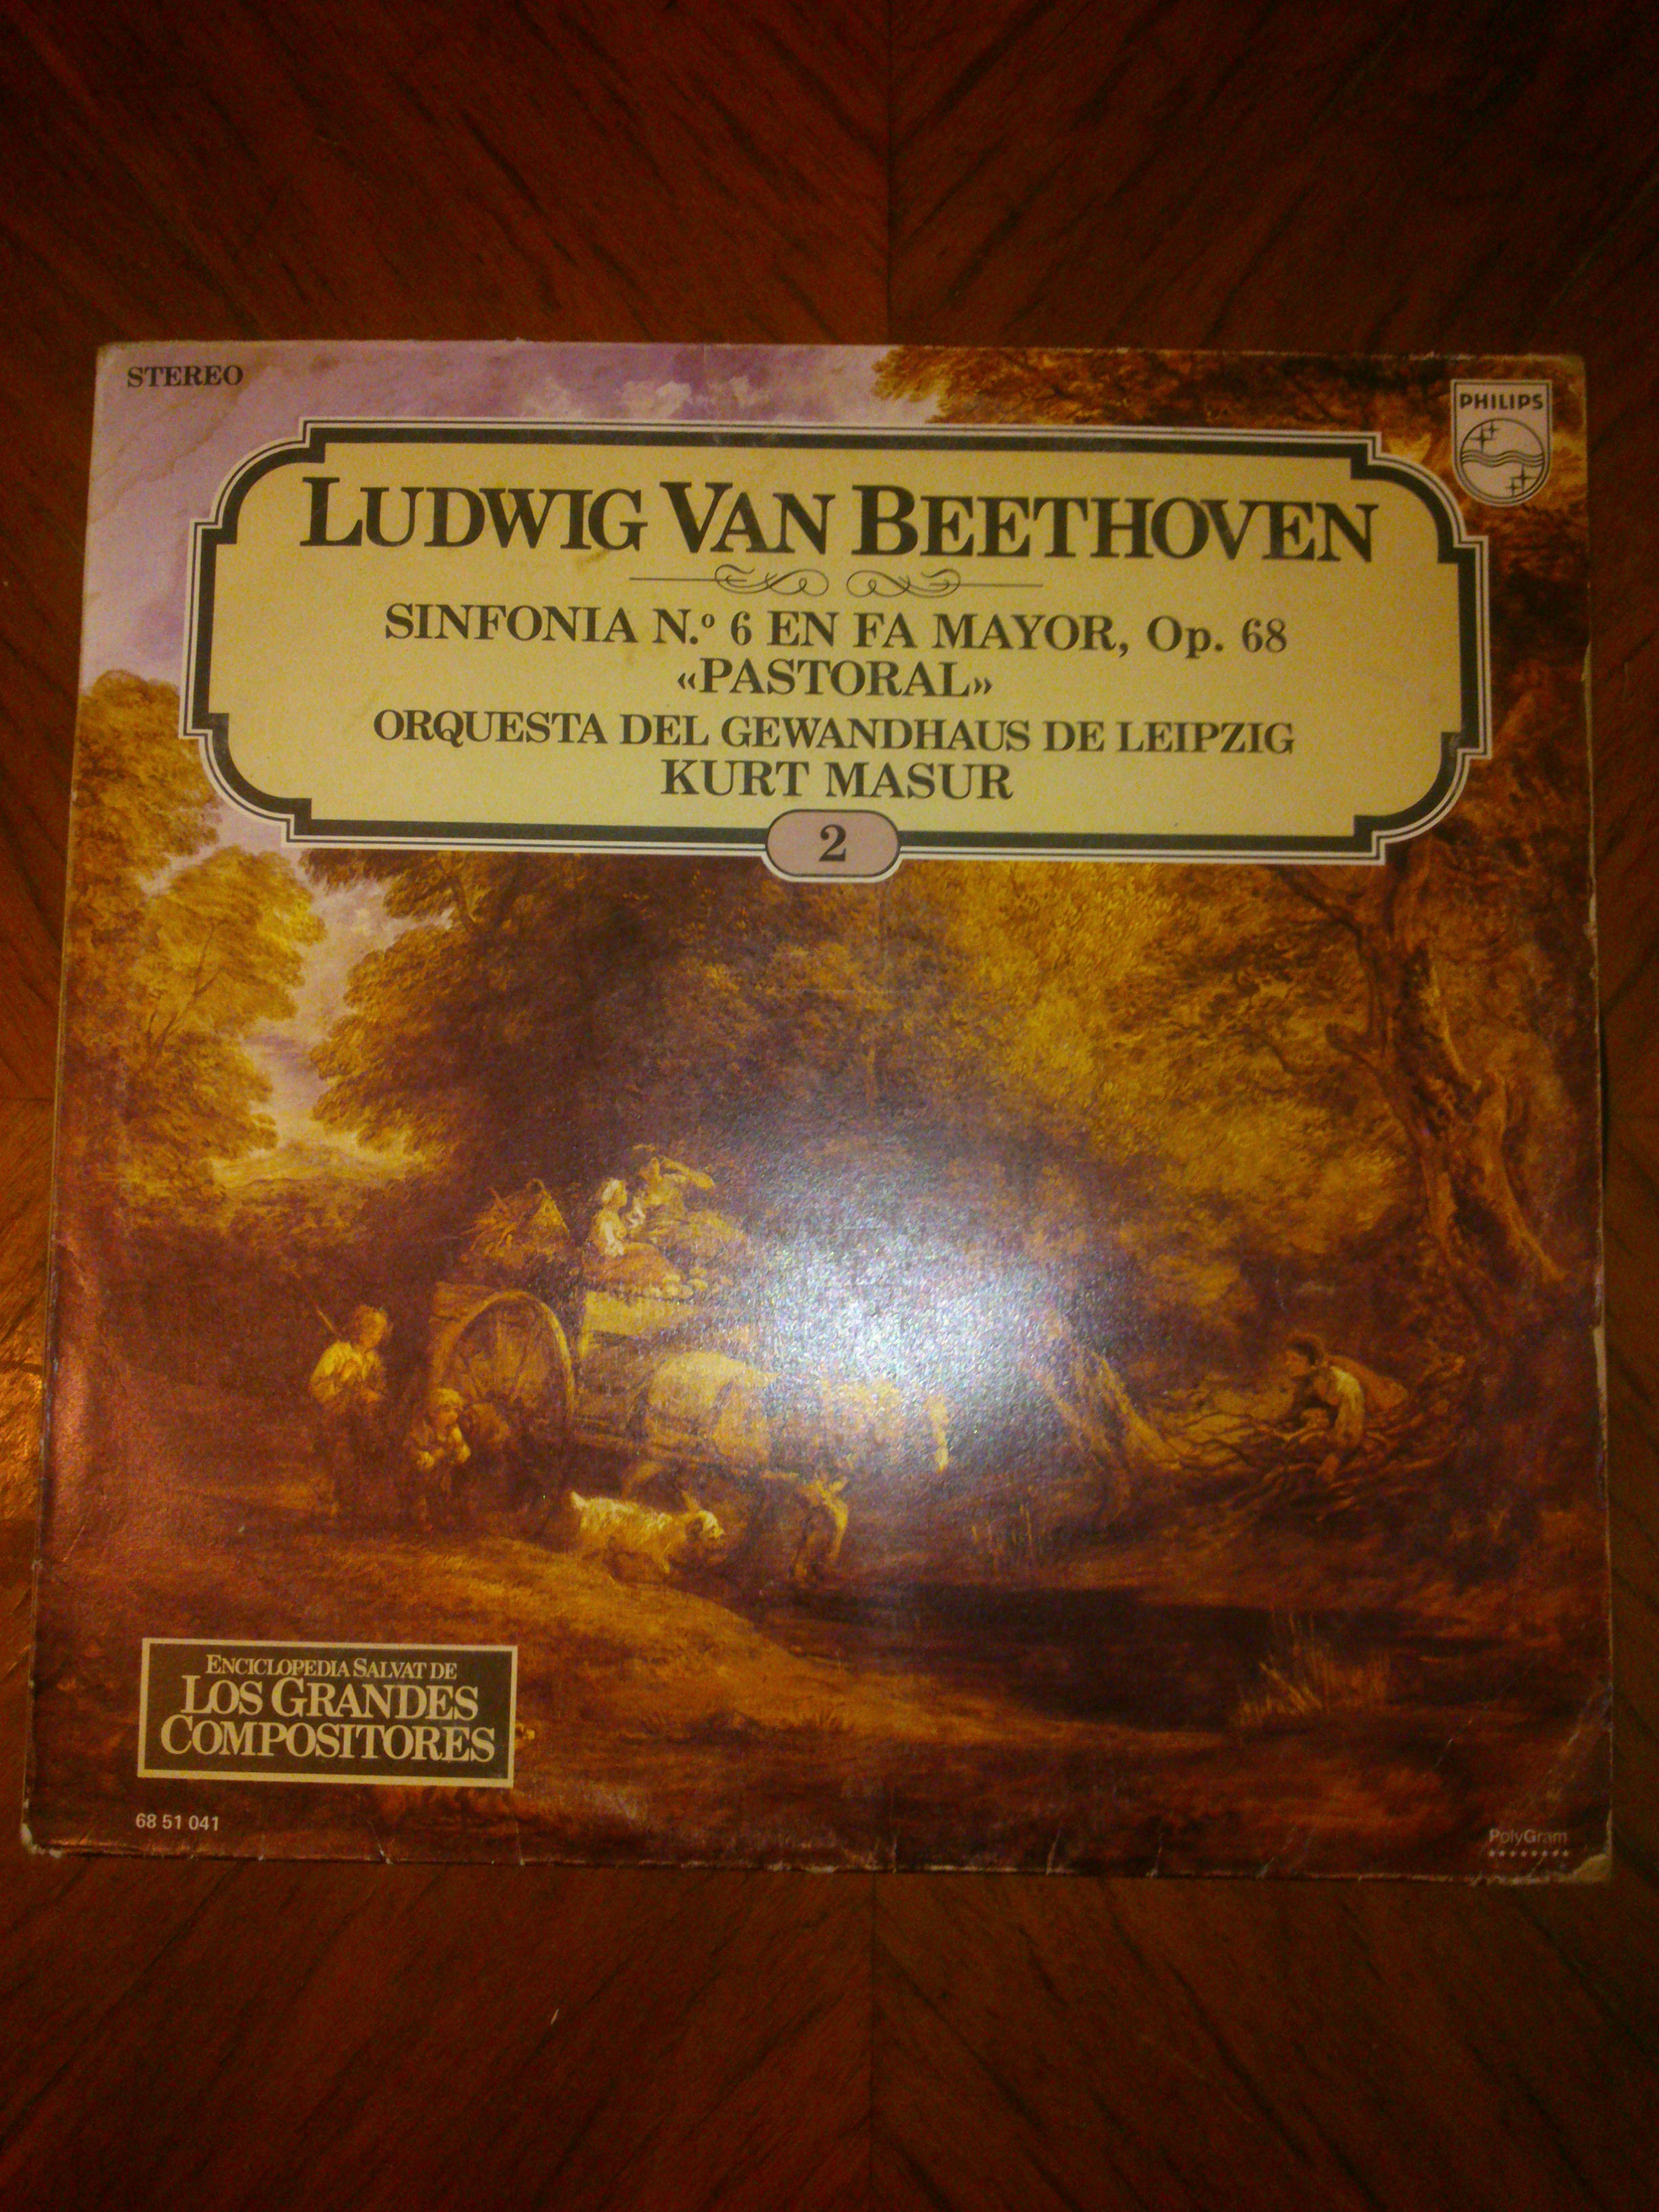 STEREO
PHILIPS
LUDWIG VAN BEETHOVEN
SINFONIA N.º 6 EN FA MAYOR, Op. 68
«PASTORAL»
ORQUESTA DEL GEWANDHAUS DE LEIPZIG
KURT MASUR
2
ENCICLOPEDIA SALVAT DE
LOS GRANDES
COMPOSITORES
68 51 041
PolyGram